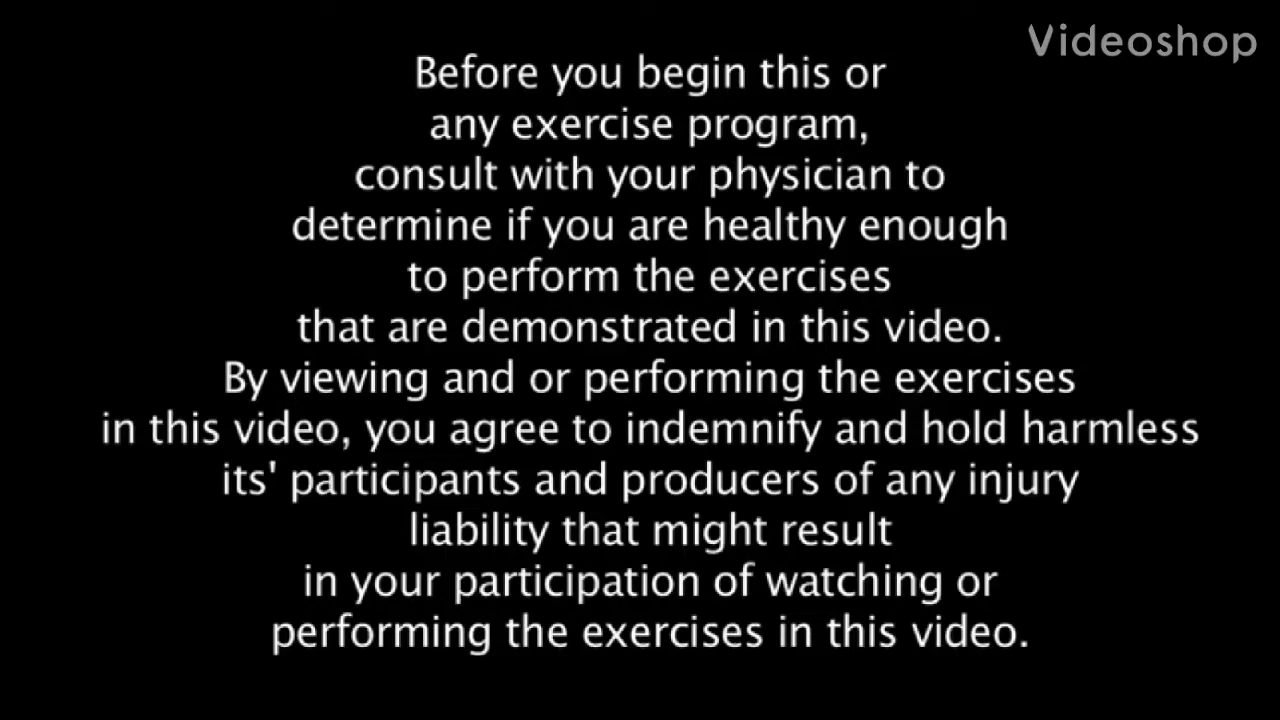 Videoshop
Before you begin this or
any exercise program,
consult with your physician to
determine if you are healthy enough
to perform the exercises
that are demonstrated in this video.
By viewing and or performing the exercises
in this video, you agree to indemnify and hold harmless
its' participants and producers of any injury
liability that might result
in your participation of watching or
performing the exercises in this video.